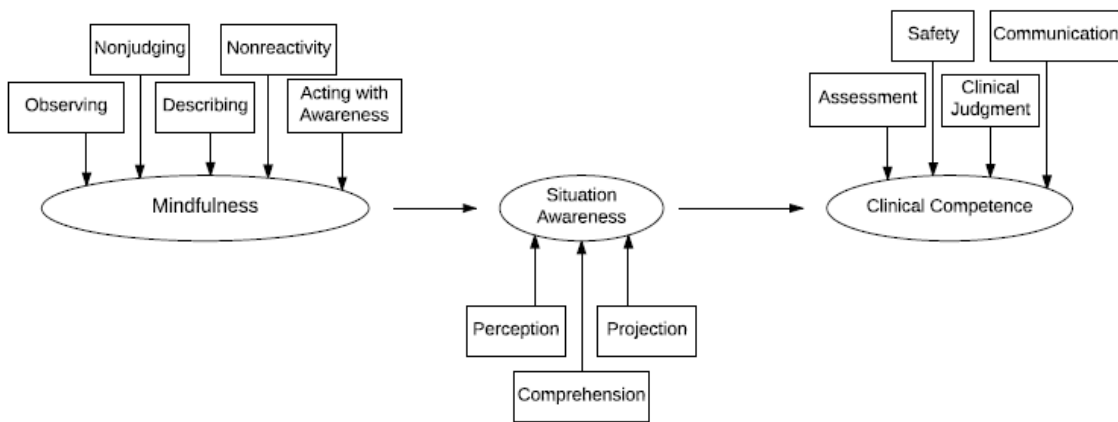 Nonjudging
Nonreactivity
Observing
Describing
Acting with
Awareness
Mindfulness
Situation
Awareness
Perception
Projection
Comprehension
Safety
Communication
Assessment
Clinical
Judgment
Clinical Competence